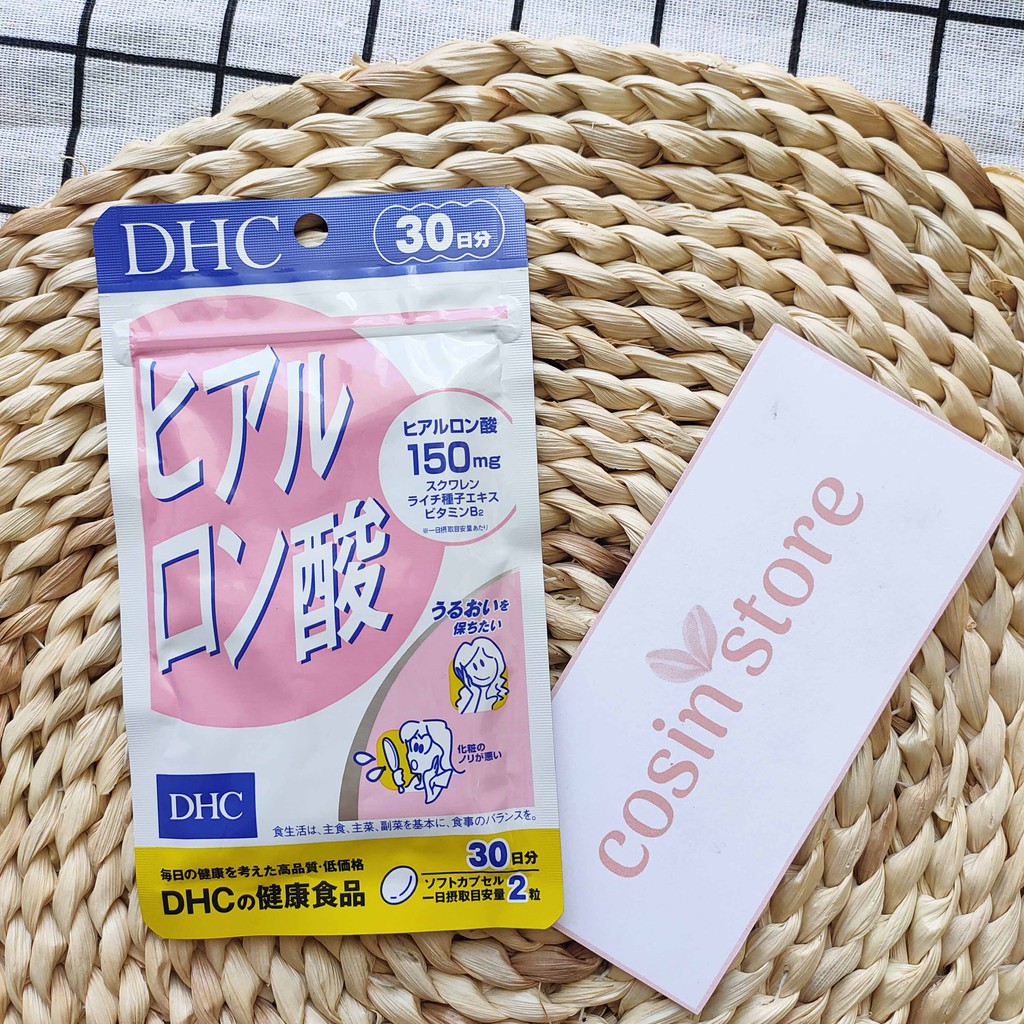 DHC
30日分
ヒアル
ロン酸
ヒアルロン酸
150mg
スクワレン
ライチ種子エキス
ビタミンB₂
※一日摂取目安量あたり
うるおいを
保ちたい
化粧の
ノリが悪い
DHC
食生活は、主食、主菜、副菜を基本に、食事のバランスを。
毎日の健康を考えた高品質・低価格
DHCの健康食品
30日分
ソフトカプセル
一日摂取目安量2粒
cosin store